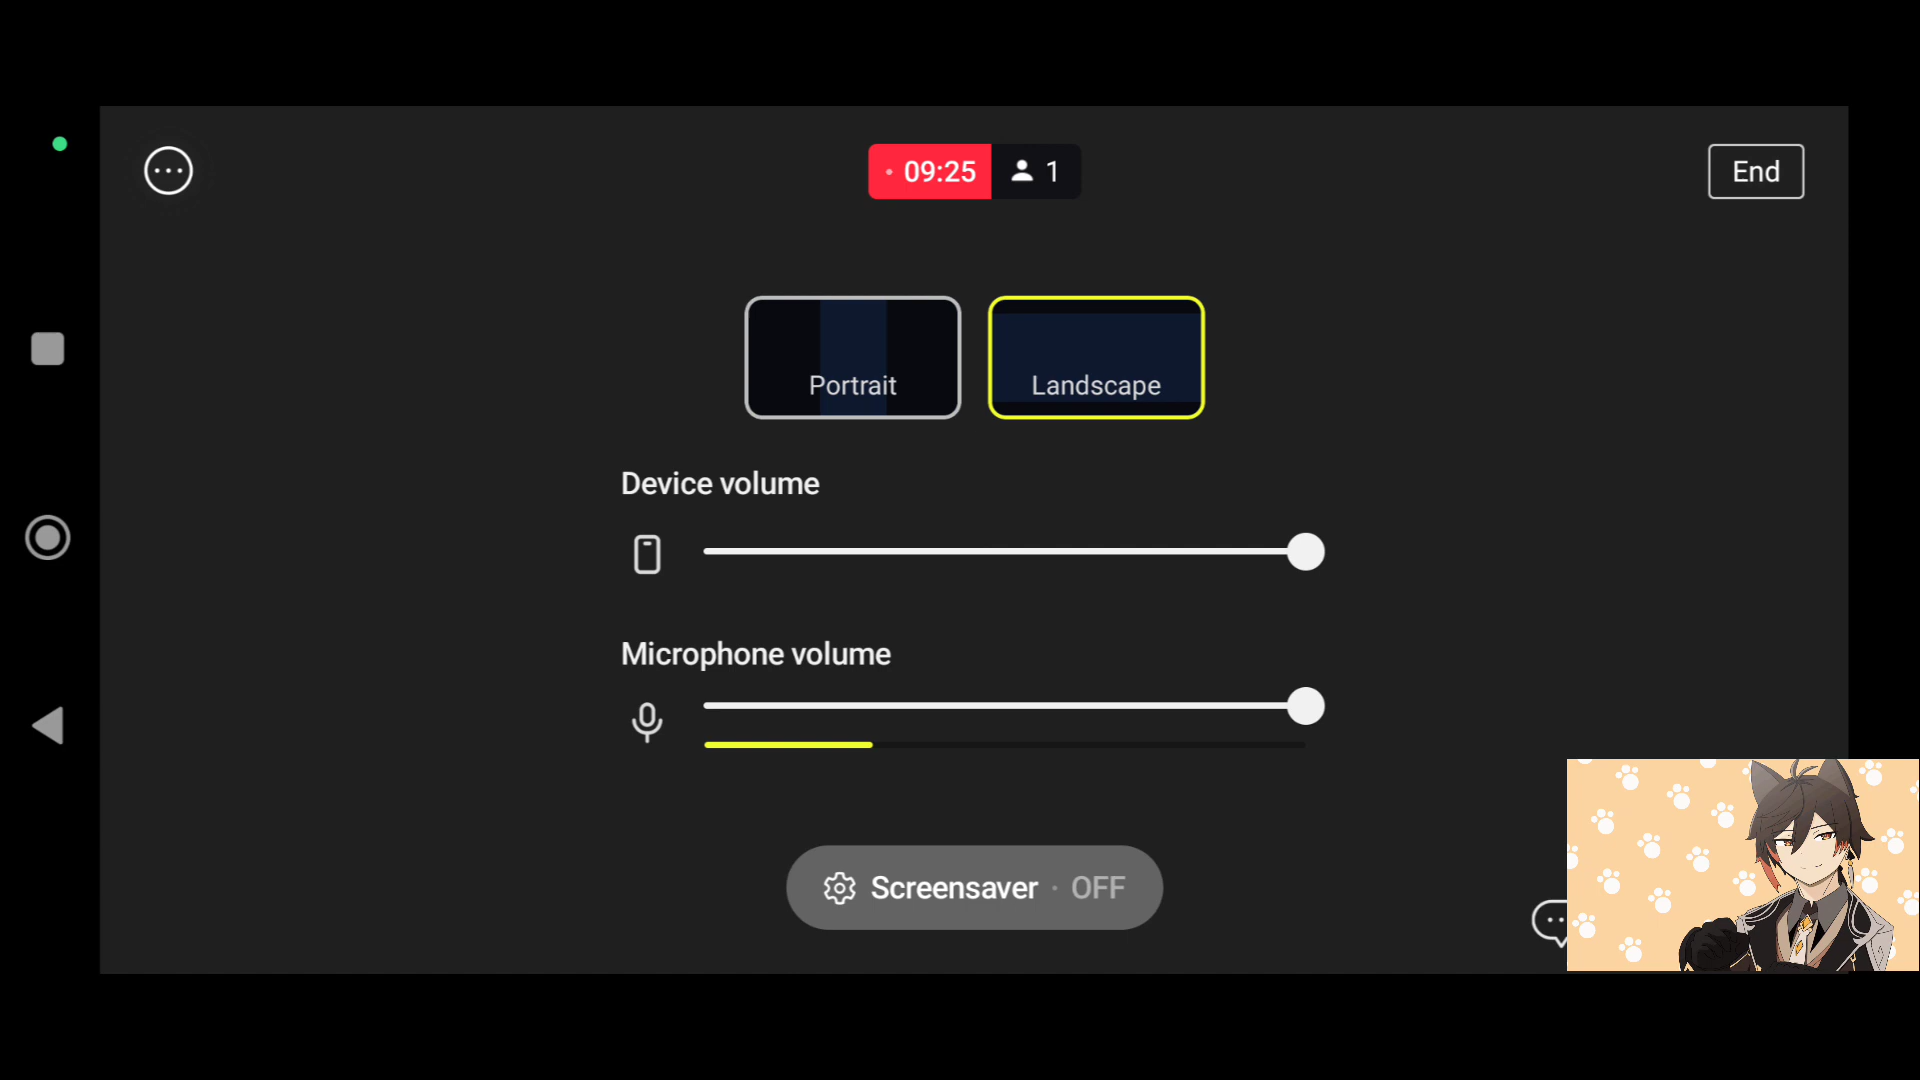 09:25 1
End
Portrait
Landscape
Device volume
Microphone volume
Screensaver · OFF